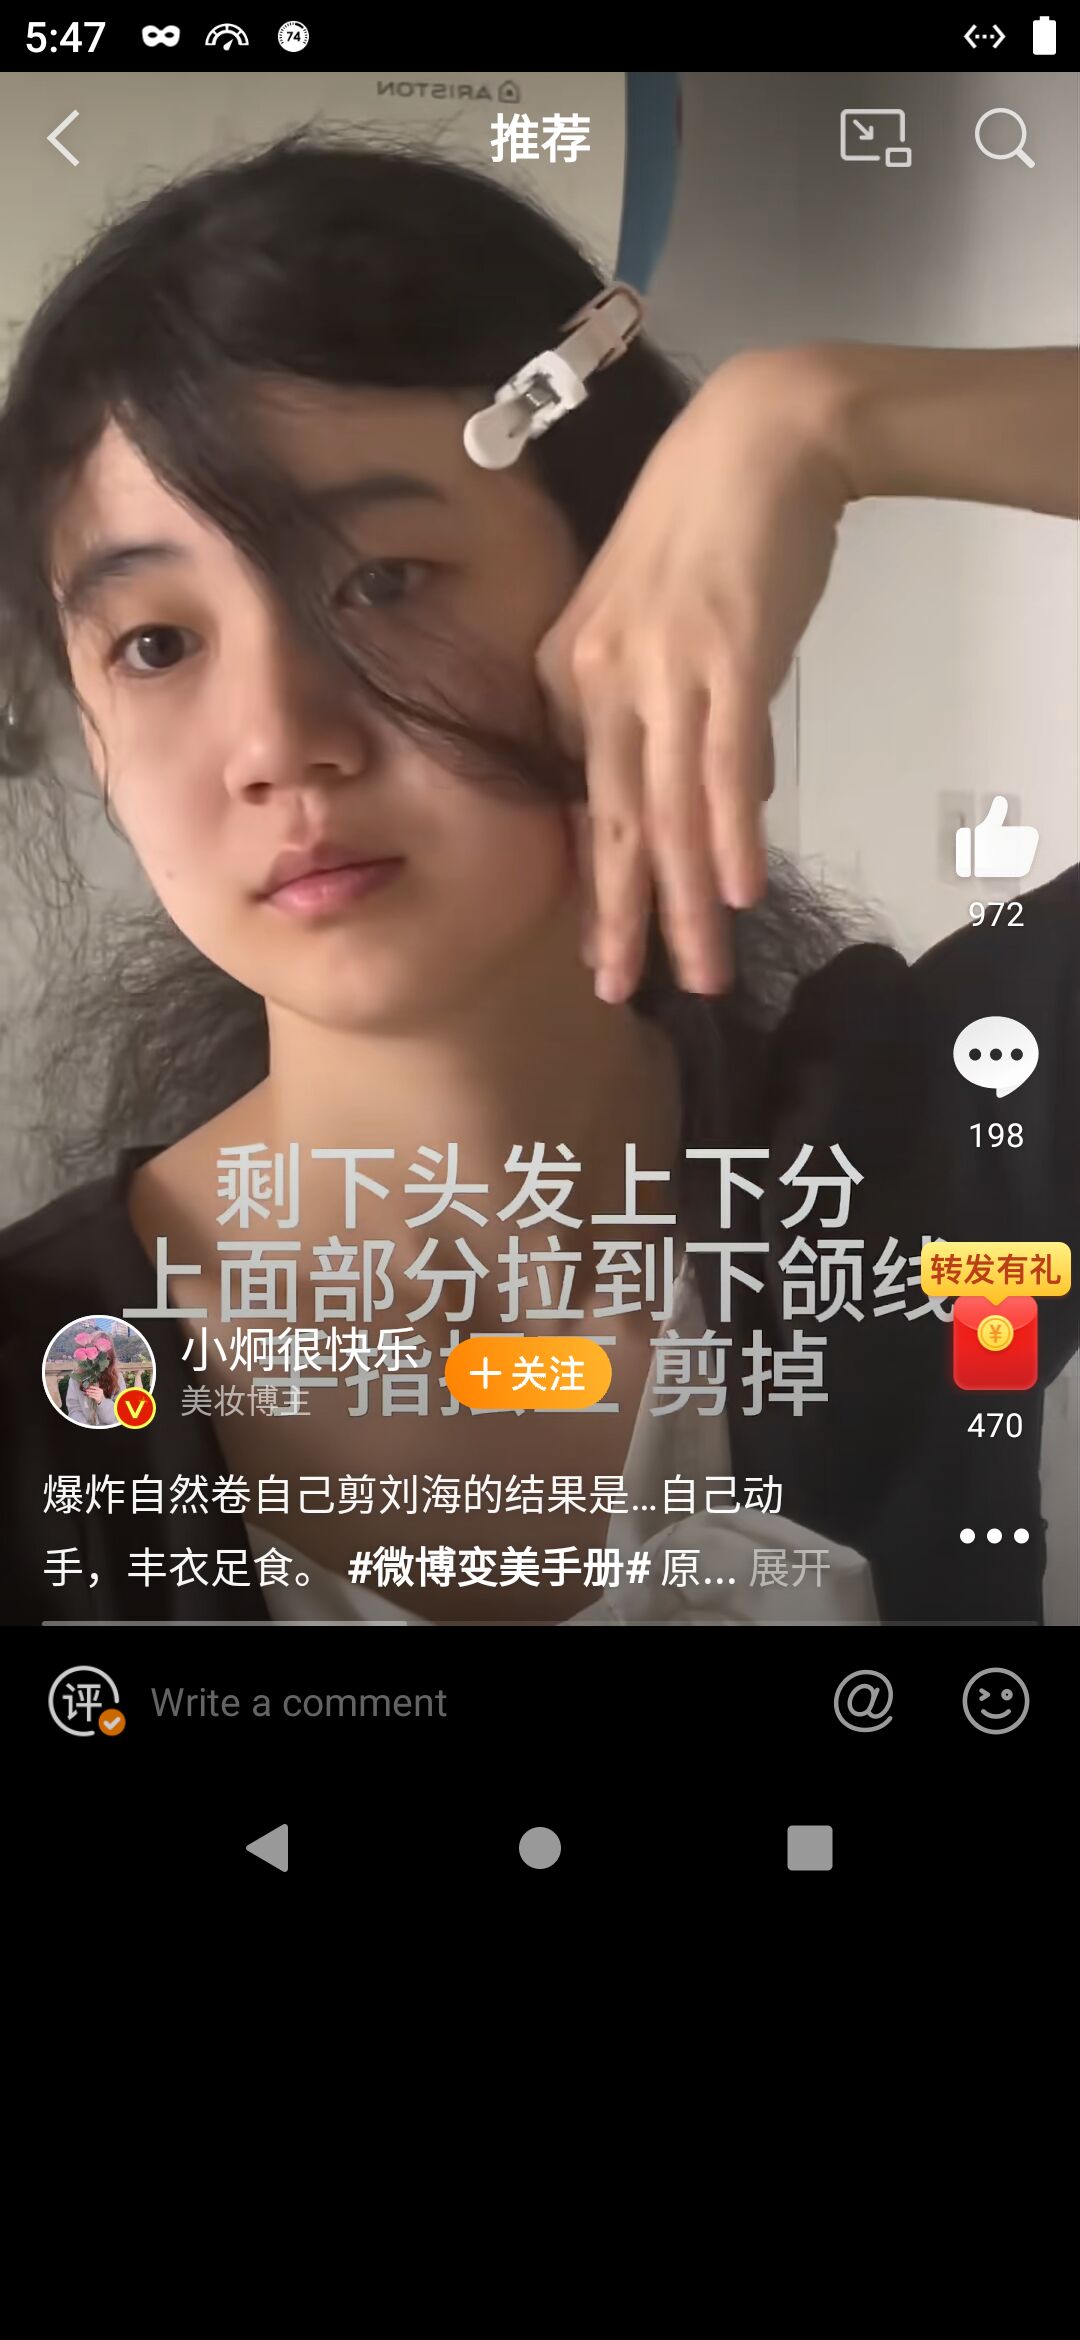 5:47
74
ARISTON
推荐
972
198
剩下头发上下分
上面部分拉到下颌线
剪掉
转发有礼
470
小炯很快乐
美妆博主
+关注
爆炸自然卷自己剪刘海的结果是...自己动
手，丰衣足食。 #微博变美手册# 原... 展开
评
Write a comment